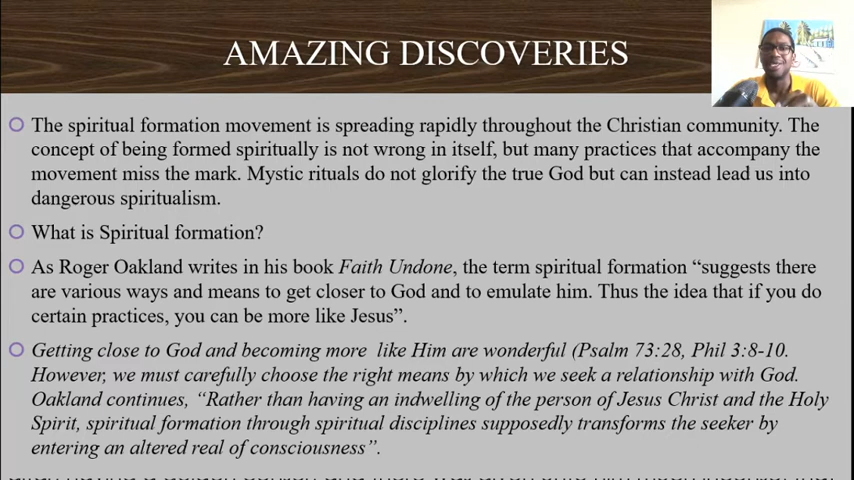 AMAZING DISCOVERIES
The spiritual formation movement is spreading rapidly throughout the Christian community. The
concept of being formed spiritually is not wrong in itself, but many practices that accompany the
movement miss the mark. Mystic rituals do not glorify the true God but can instead lead us into
dangerous spiritualism.
What is Spiritual formation?
As Roger Oakland writes in his book Faith Undone, the term spiritual formation “suggests there
are various ways and means to get closer to God and to emulate him. Thus the idea that if you do
certain practices, you can be more like Jesus”.
Getting close to God and becoming more like Him are wonderful (Psalm 73:28, Phil 3:8-10.
However, we must carefully choose the right means by which we seek a relationship with God.
Oakland continues, “Rather than having an indwelling of the person of Jesus Christ and the Holy
Spirit, spiritual formation through spiritual disciplines supposedly transforms the seeker by
entering an altered real of consciousness”.